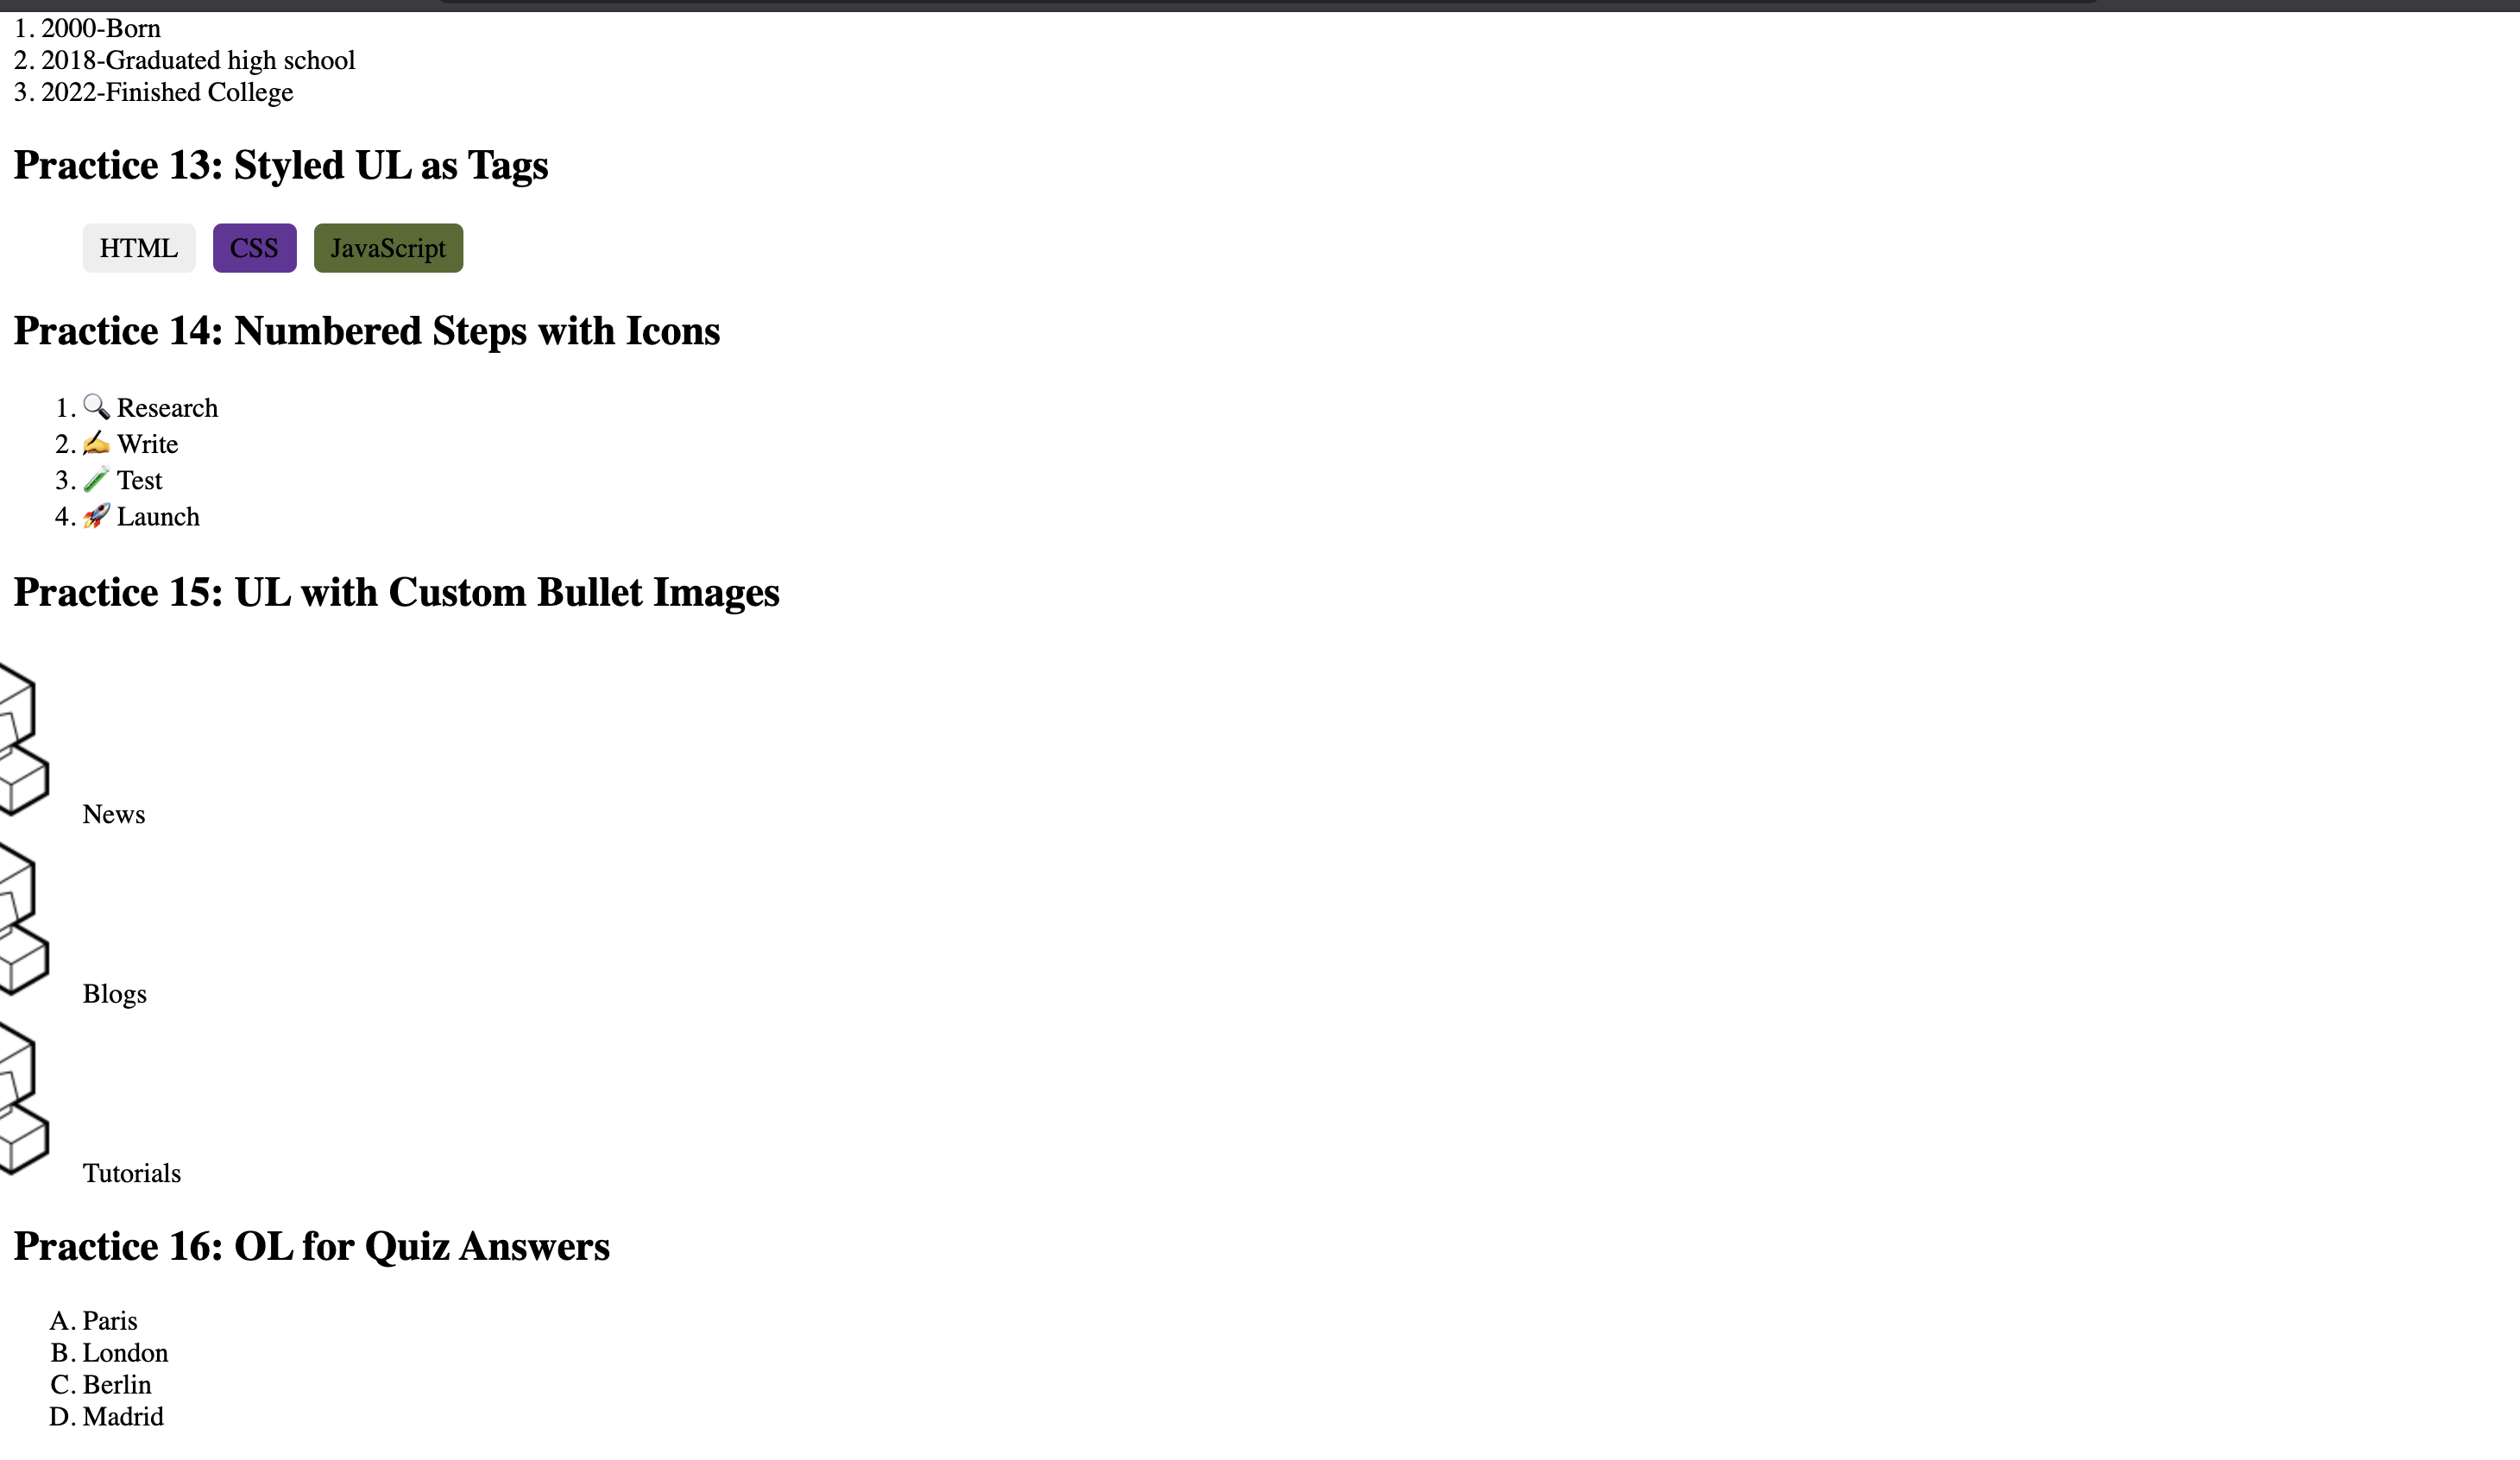 1. 2000-Born
2. 2018-Graduated high school
3. 2022-Finished College
Practice 13: Styled UL as Tags
HTML CSS JavaScript
Practice 14: Numbered Steps with Icons
1. 🔍 Research
2. ✍️ Write
3. 🧪 Test
4. 🚀 Launch
Practice 15: UL with Custom Bullet Images
News
Blogs
Tutorials
Practice 16: OL for Quiz Answers
A. Paris
B. London
C. Berlin
D. Madrid